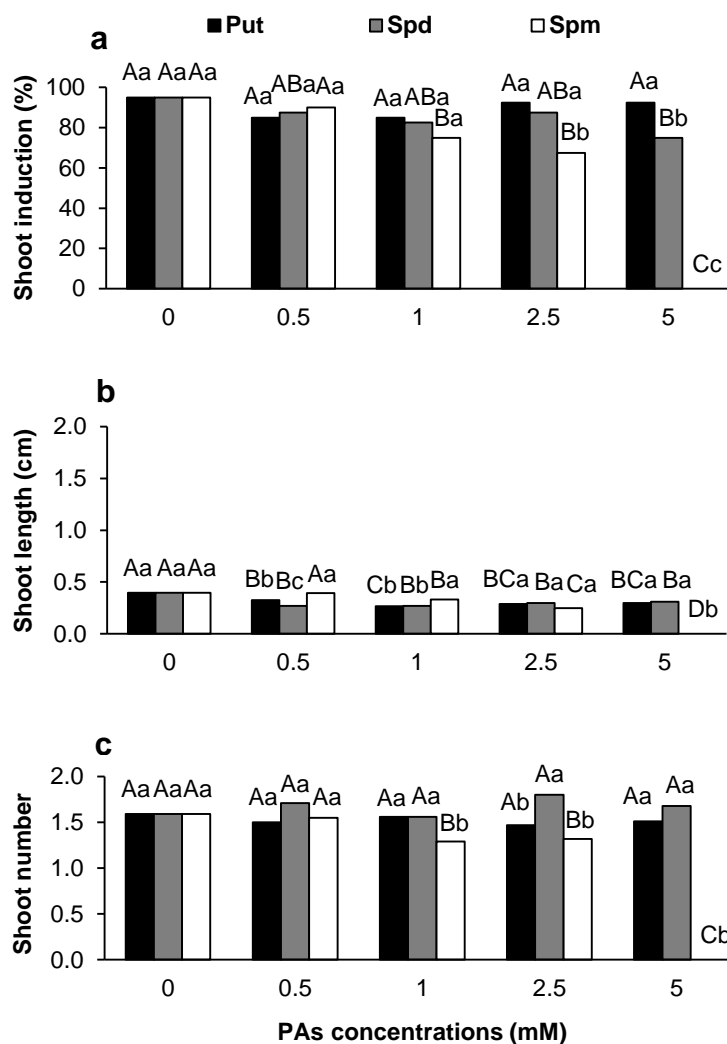 a
Put Spd Spm
Shoot induction (%)
100
80
60
40
20
0
Aa Aa Aa
Aa ABa Aa
Aa ABa Ba
Aa ABa Bb
Aa Bb Cc
0 0.5 1 2.5 5
b
Shoot length (cm)
2.0
1.5
1.0
0.5
0.0
Aa Aa Aa
Bb Bc Aa
Cb Bb Ba
BCa Ba Ca
BCa Ba Db
0 0.5 1 2.5 5
c
Shoot number
2.0
1.5
1.0
0.5
0.0
Aa Aa Aa
Aa Aa Aa
Aa Aa Bb
Ab Aa Bb
Aa Aa Cb
0 0.5 1 2.5 5
PAs concentrations (mM)